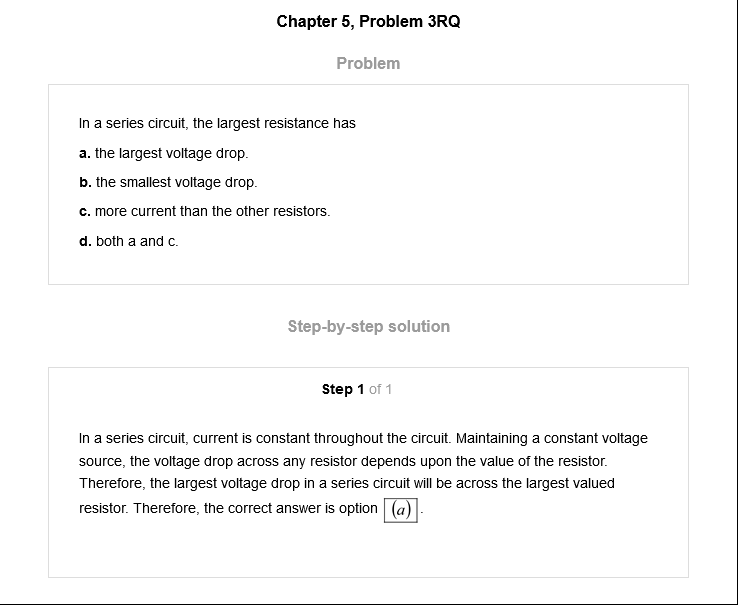 Chapter 5, Problem 3RQ
Problem
In a series circuit, the largest resistance has
a. the largest voltage drop.
b. the smallest voltage drop.
c. more current than the other resistors.
d. both a and c.
Step-by-step solution
Step 1 of 1
In a series circuit, current is constant throughout the circuit. Maintaining a constant voltage
source, the voltage drop across any resistor depends upon the value of the resistor.
Therefore, the largest voltage drop in a series circuit will be across the largest valued
resistor. Therefore, the correct answer is option (a).